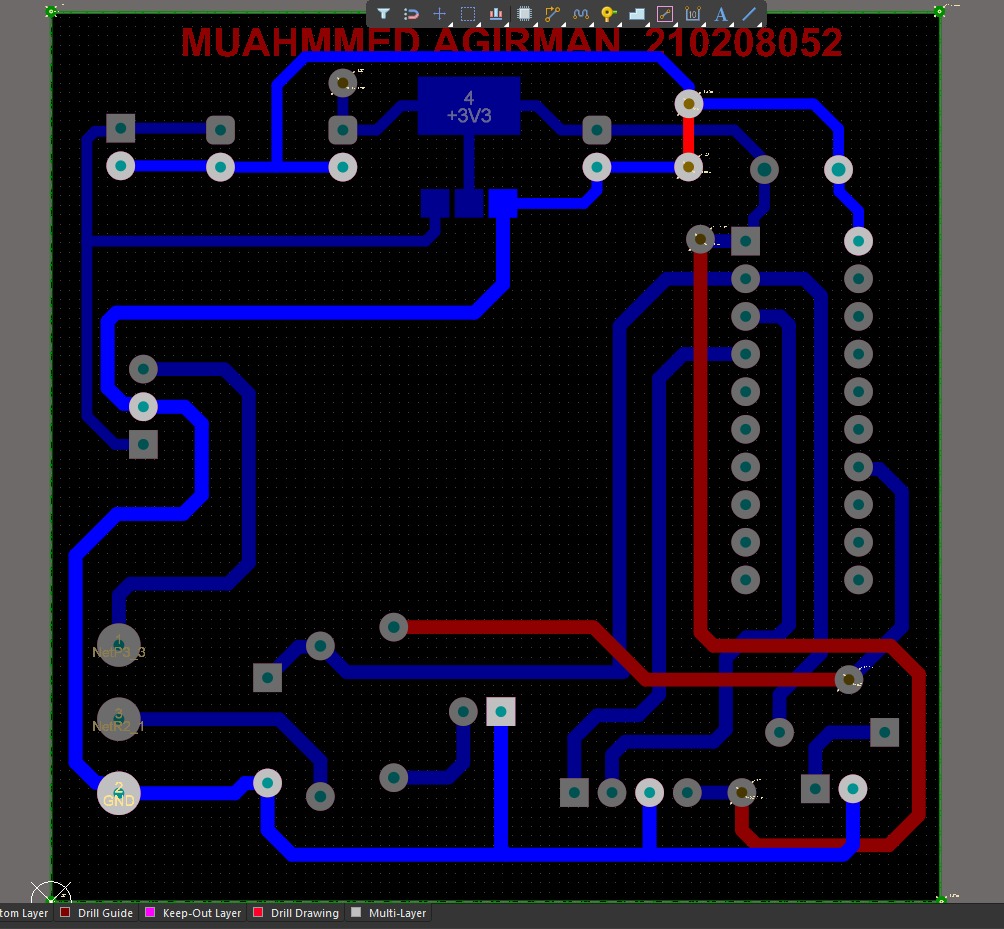 MUAHMMED AGIRMAN 210208052
4
+3V3
1
NetP3_3
3
NetR2_1
2
GND
tom Layer
Drill Guide
Keep-Out Layer
Drill Drawing
Multi-Layer